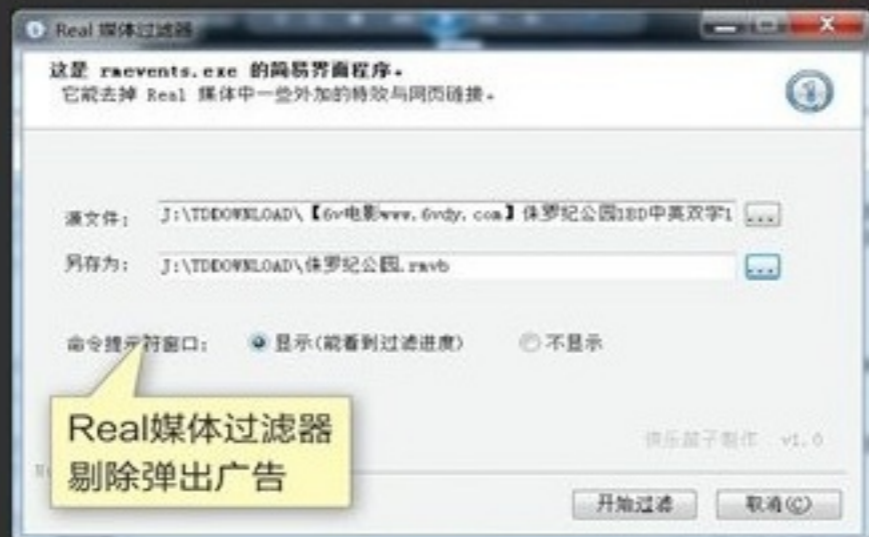 Real 媒体过滤器
这是 rmevents.exe 的简易界面程序。
它能去掉 Real 媒体中一些外加的特效与网页链接。
源文件: J:\TDDOWNLOAD\【6v电影www.6vdy.com】侏罗纪公园1BD中英双字1 ...
另存为: J:\TDDOWNLOAD\侏罗纪公园.rmvb ...
命令提示符窗口: 显示(能看到过滤进度) 不显示
Real媒体过滤器
剔除弹出广告
制作 v1.0
开始过滤 取消(C)